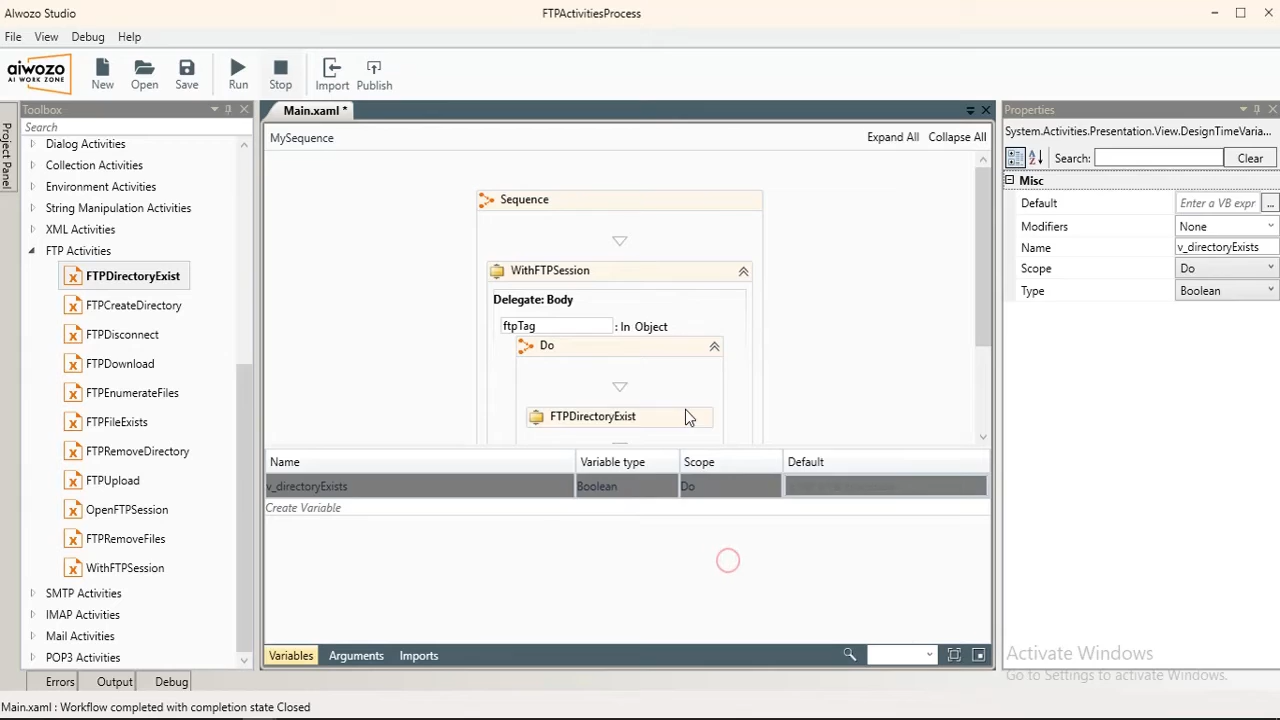 AIwozo Studio
FTPActivitiesProcess
File View Debug Help
aiwozo
AI WORK ZONE
New Open Save Run Stop Import Publish
Toolbox
Search
Project Panel
Dialog Activities
Collection Activities
Environment Activities
String Manipulation Activities
XML Activities
FTP Activities
FTPDirectoryExist
FTPCreateDirectory
FTPDisconnect
FTPDownload
FTPEnumerateFiles
FTPFileExists
FTPRemoveDirectory
FTPUpload
OpenFTPSession
FTPRemoveFiles
WithFTPSession
SMTP Activities
IMAP Activities
Mail Activities
POP3 Activities
Errors Output Debug
Main.xaml : Workflow completed with completion state Closed
Main.xaml *
MySequence
Expand All Collapse All
Sequence
WithFTPSession
Delegate: Body
ftpTag : In Object
Do
FTPDirectoryExist
Name Variable type Scope Default
v_directoryExists Boolean Do
Create Variable
Variables Arguments Imports
Properties
System.Activities.Presentation.View.DesignTimeVaria...
Search: Clear
Misc
Default Enter a VB expr ...
Modifiers None
Name v_directoryExists
Scope Do
Type Boolean
Activate Windows
Go to Settings to activate Windows.